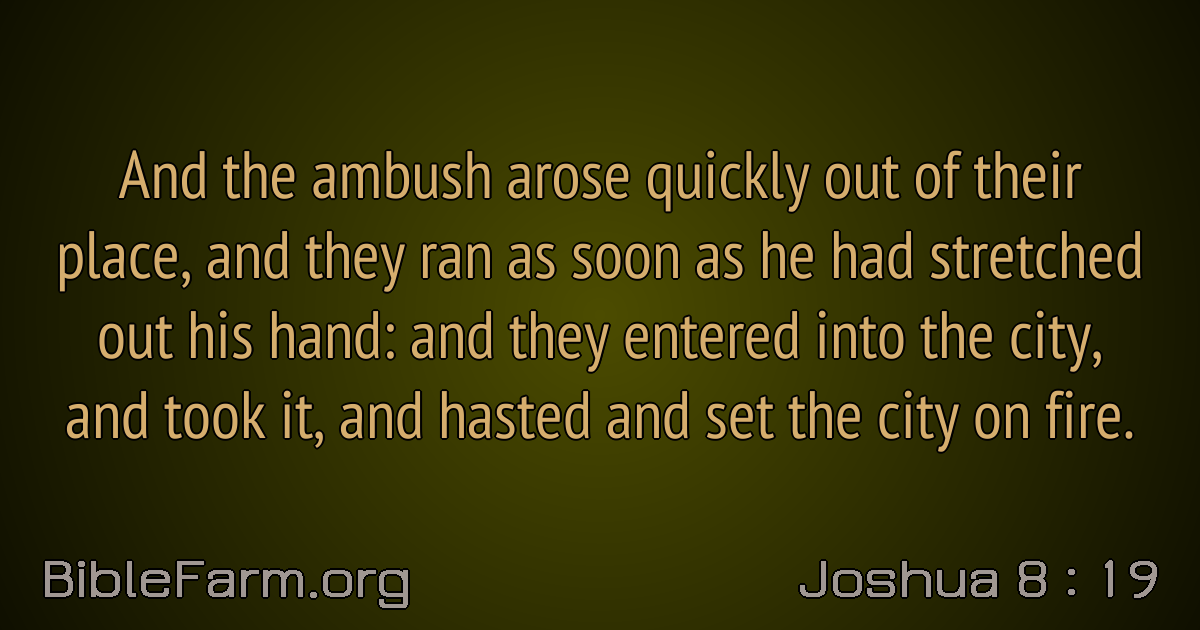 And the ambush arose quickly out of their
place, and they ran as soon as he had stretched
out his hand: and they entered into the city,
and took it, and hasted and set the city on fire.
BibleFarm.org
Joshua 8 : 19